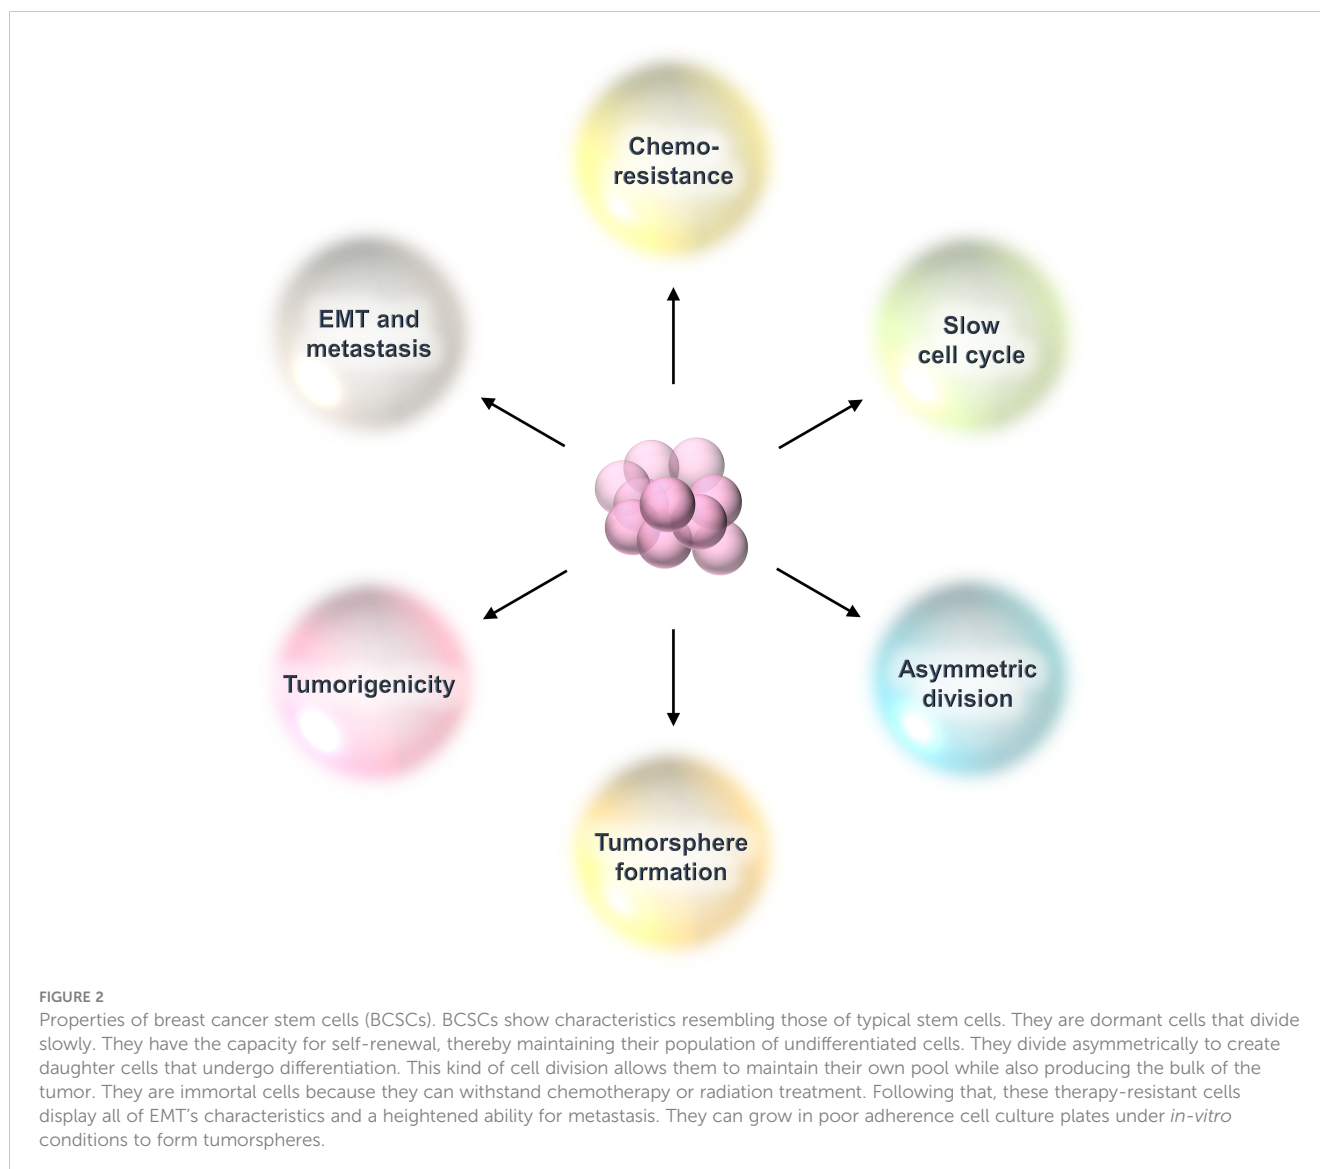 Chemo-
resistance
EMT and
metastasis
Slow
cell cycle
Tumorigenicity
Asymmetric
division
Tumorsphere
formation
FIGURE 2
Properties of breast cancer stem cells (BCSCs). BCSCs show characteristics resembling those of typical stem cells. They are dormant cells that divide
slowly. They have the capacity for self-renewal, thereby maintaining their population of undifferentiated cells. They divide asymmetrically to create
daughter cells that undergo differentiation. This kind of cell division allows them to maintain their own pool while also producing the bulk of the
tumor. They are immortal cells because they can withstand chemotherapy or radiation treatment. Following that, these therapy-resistant cells
display all of EMT’s characteristics and a heightened ability for metastasis. They can grow in poor adherence cell culture plates under in-vitro
conditions to form tumorspheres.